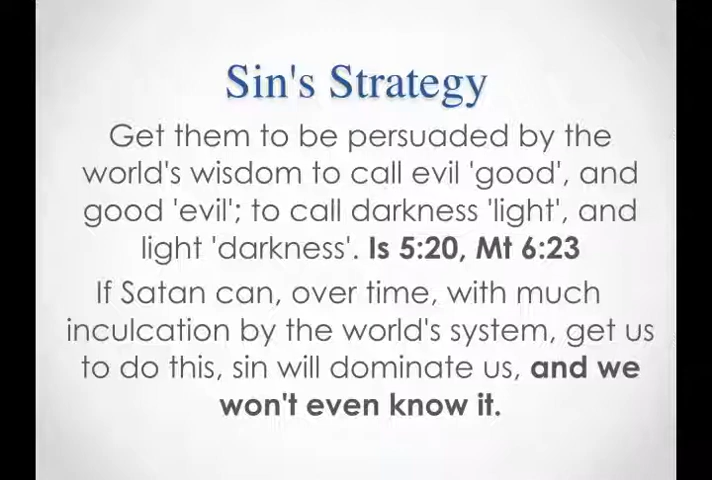 Sin's Strategy
Get them to be persuaded by the
world's wisdom to call evil 'good', and
good 'evil'; to call darkness 'light', and
light 'darkness'. Is 5:20, Mt 6:23
If Satan can, over time, with much
inculcation by the world's system, get us
to do this, sin will dominate us, and we
won't even know it.